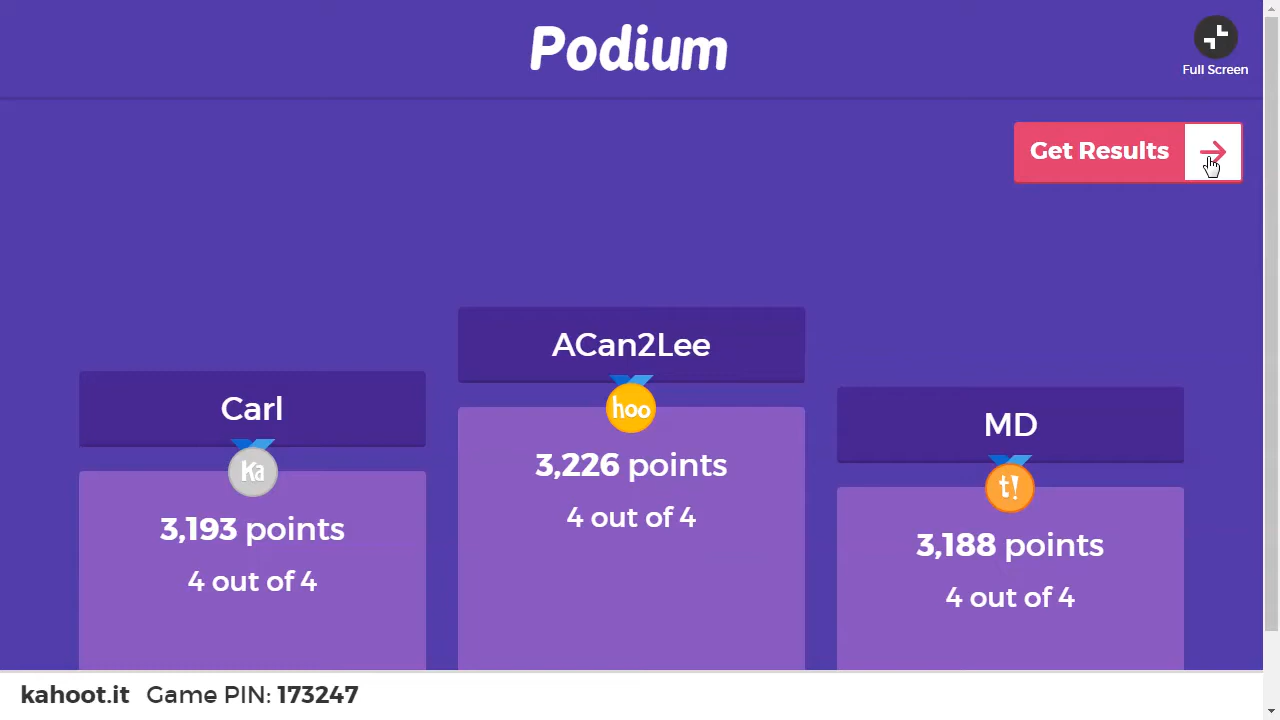 Podium
Full Screen
Get Results
ACan2Lee
hoo
3,226 points
4 out of 4
Carl
Ka
3,193 points
4 out of 4
MD
t!
3,188 points
4 out of 4
kahoot.it Game PIN: 173247